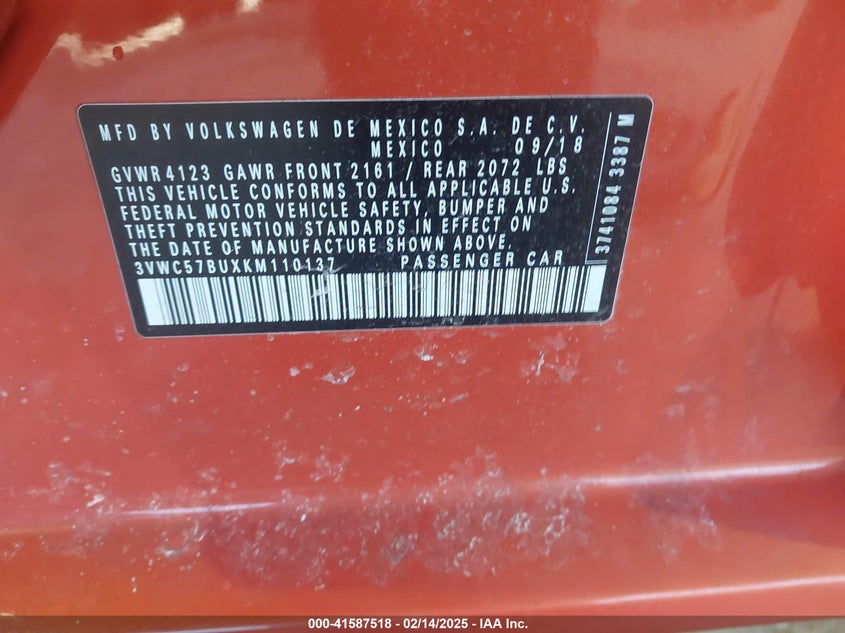 MFD BY VOLKSWAGEN DE MEXICO S.A. DE C.V.
MEXICO 09/18
GVWR 4123 GAWR FRONT 2161 / REAR 2072 LBS
THIS VEHICLE CONFORMS TO ALL APPLICABLE U.S.
FEDERAL MOTOR VEHICLE SAFETY, BUMPER AND
THEFT PREVENTION STANDARDS IN EFFECT ON
THE DATE OF MANUFACTURE SHOWN ABOVE.
3VWC57BUXKM110137 PASSENGER CAR
3741084 3387 M
000-41587518 - 02/14/2025 - IAA Inc.